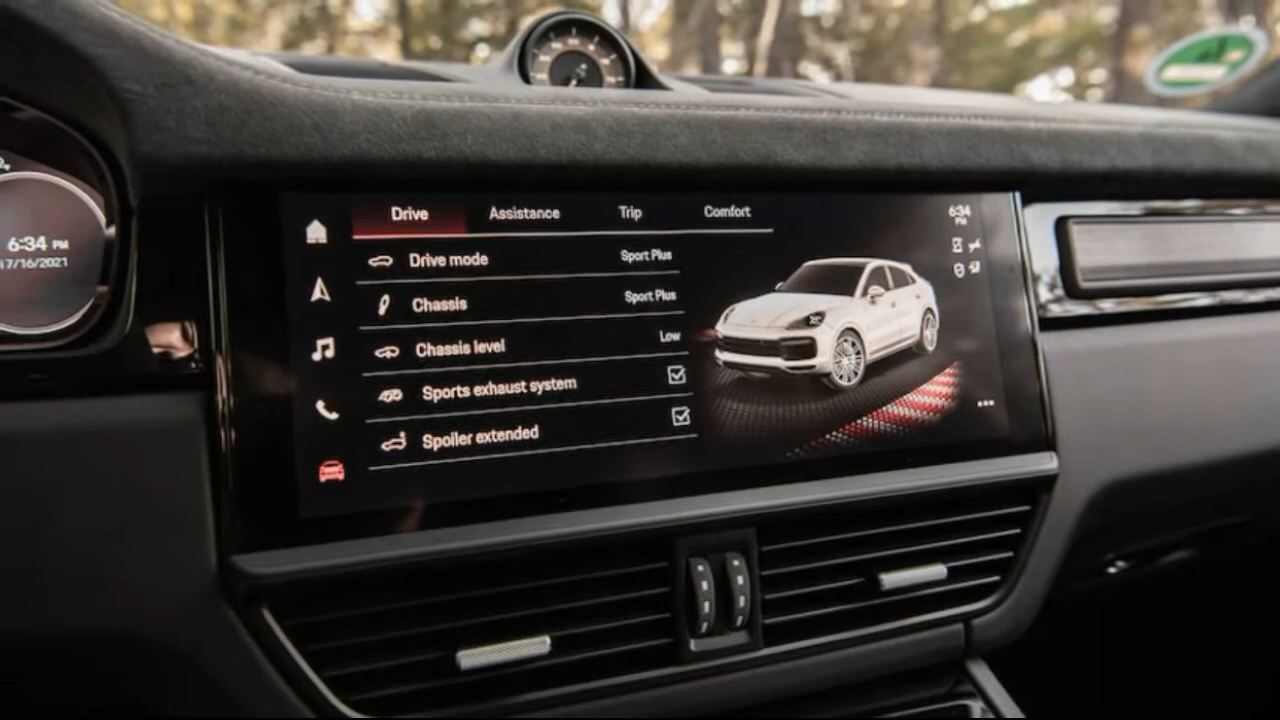 Drive Assistance Trip Comfort
6:34
PM
Drive mode Sport Plus
Chassis Sport Plus
Chassis level Low
Sports exhaust system
Spoiler extended
6:34 PM
7/16/2021